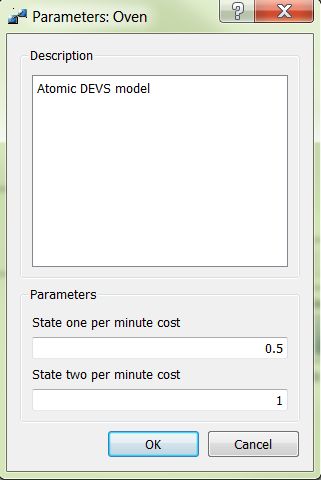 Parameters: Oven
Description
Atomic DEVS model
Parameters
State one per minute cost
0.5
State two per minute cost
1
OK Cancel